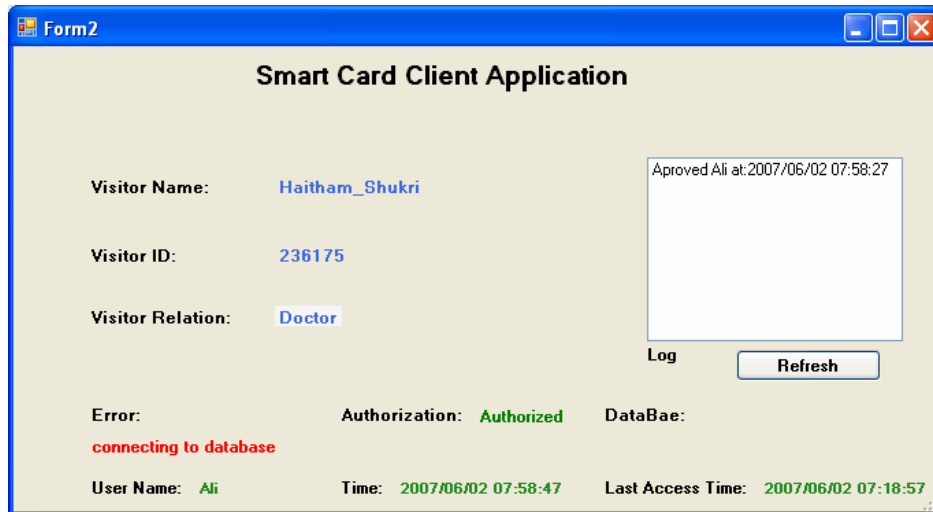 Form2
Smart Card Client Application
Aproved Ali at:2007/06/02 07:58:27
Visitor Name: Haitham_Shukri
Visitor ID: 236175
Visitor Relation: Doctor
Log Refresh
Error: Authorization: Authorized DataBae:
connecting to database
User Name: Ali Time: 2007/06/02 07:58:47 Last Access Time: 2007/06/02 07:18:57